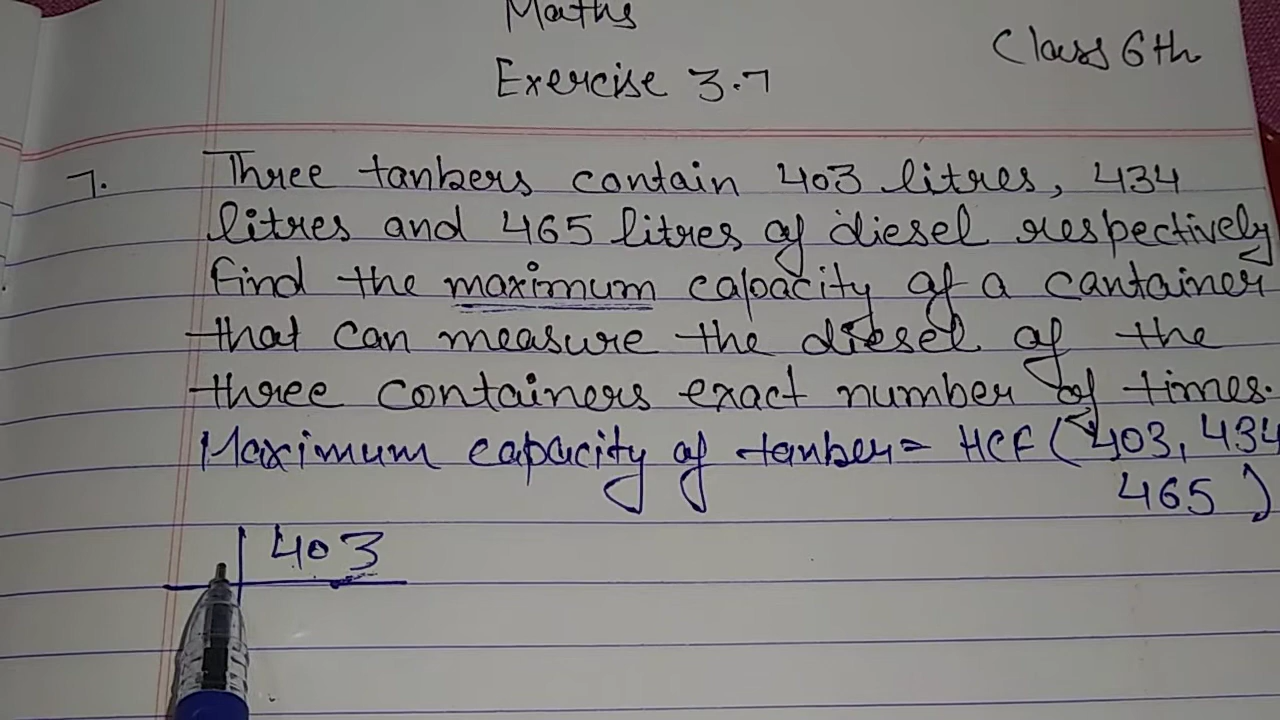 Maths
Class 6th
Exercise 3.7
7. Three tankers contain 403 litres, 434
litres and 465 litres of diesel respectively
find the maximum capacity of a cantainer
that can measure the diesel of the
three containers exact number of times.
Maximum capacity of tanker = HCF (403, 434
465)
403